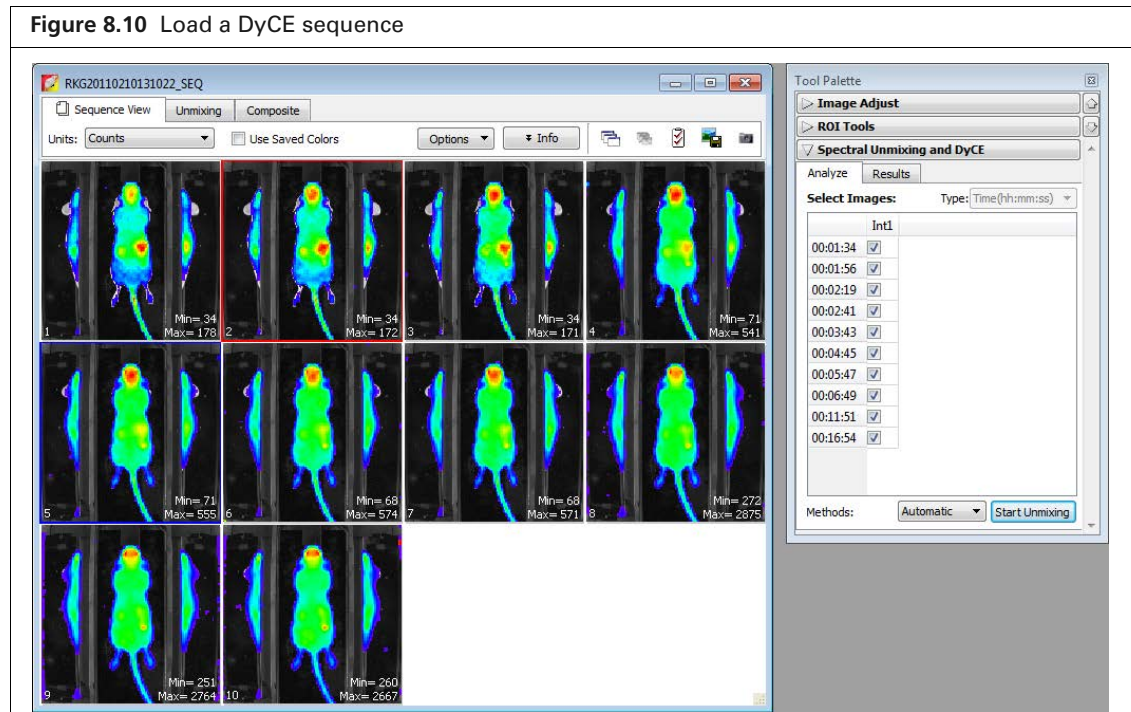 Figure 8.10 Load a DyCE sequence
RKG20110210131022_SEQ
Sequence View Unmixing Composite
Units: Counts Use Saved Colors Options Info
Min= 34
1 Max= 178
Min= 34
2 Max= 172
Min= 34
3 Max= 171
Min= 71
4 Max= 541
Min= 71
5 Max= 555
Min= 68
6 Max= 574
Min= 68
7 Max= 571
Min= 272
8 Max= 2875
Min= 251
9 Max= 2764
Min= 260
10 Max= 2667
Tool Palette
Image Adjust
ROI Tools
Spectral Unmixing and DyCE
Analyze Results
Select Images: Type: Time(hh:mm:ss)
Int1
00:01:34
00:01:56
00:02:19
00:02:41
00:03:43
00:04:45
00:05:47
00:06:49
00:11:51
00:16:54
Methods: Automatic Start Unmixing